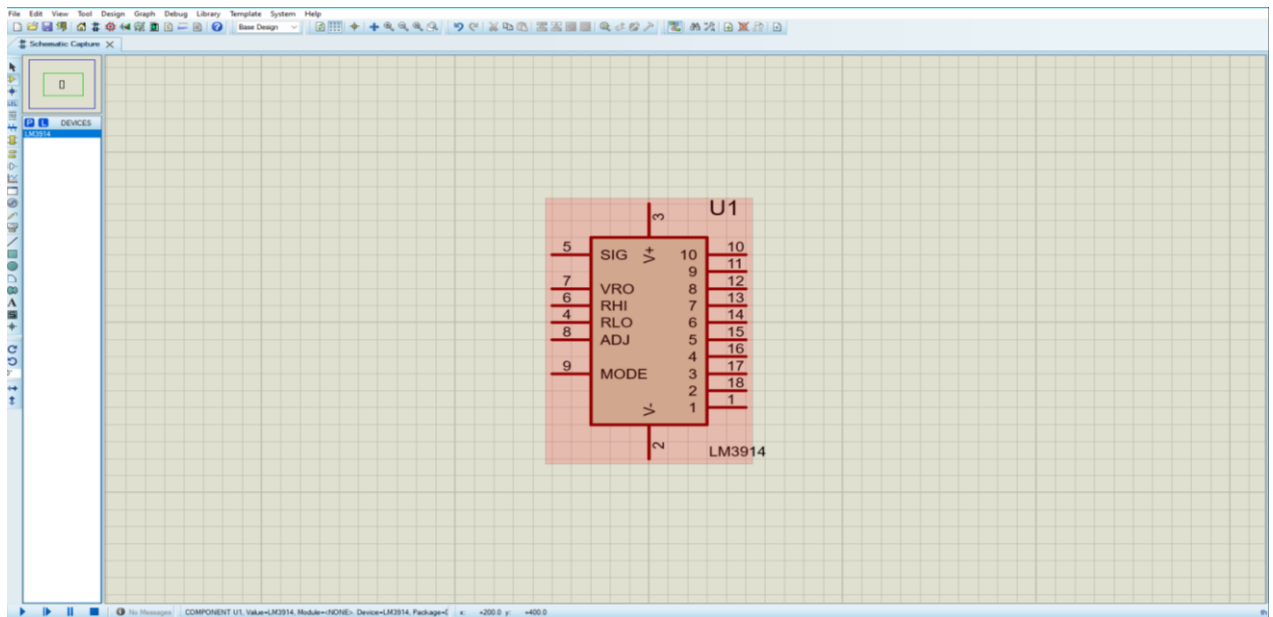 File Edit View Tool Design Graph Debug Library Template System Help
Base Design
Schematic Capture
P L DEVICES
LM3914
U1
3
5 SIG V+ 10 10
9 11
7 VRO 8 12
6 RHI 7 13
4 RLO 6 14
8 ADJ 5 15
4 16
9 MODE 3 17
2 18
V- 1 1
2
LM3914
No Messages COMPONENT U1, Value=LM3914, Module=<NONE>, Device=LM3914, Package=D x: +200.0 y: +400.0